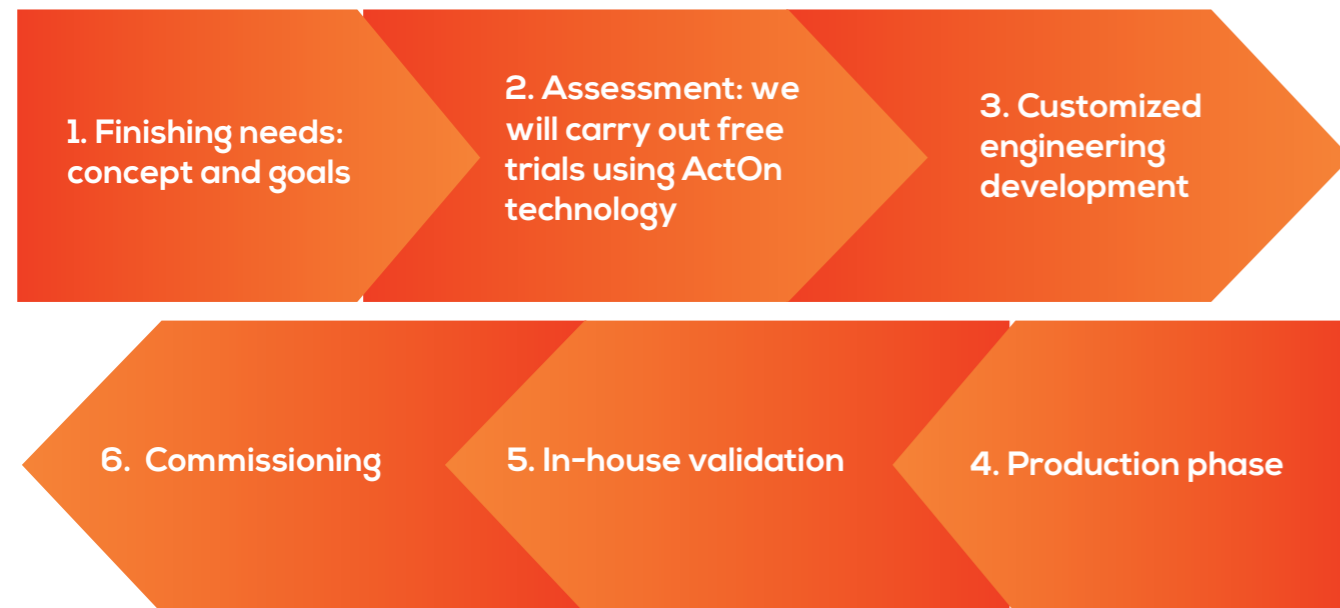 1. Finishing needs:
concept and goals
2. Assessment: we
will carry out free
trials using ActOn
technology
3. Customized
engineering
development
4. Production phase
5. In-house validation
6. Commissioning